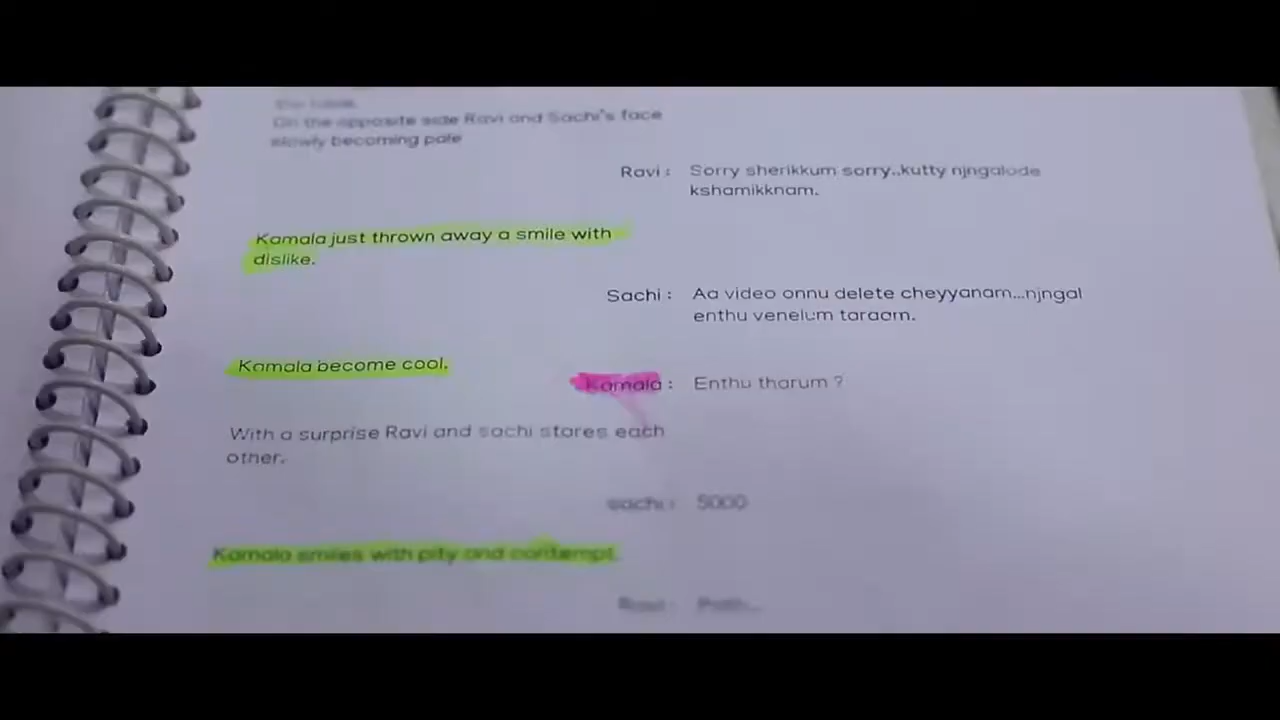 On the opposite side Ravi and Sachi's face
slowly becoming pale
Ravi : Sorry sherikkum sorry..kutty njngalode
kshamikknam.
Kamala just thrown away a smile with
dislike.
Sachi : Aa video onnu delete cheyyanam...njngal
enthu venelum taraam.
Kamala become cool.
Kamala : Enthu tharum ?
With a surprise Ravi and sachi stares each
other.
sachi : 5000
Kamala smiles with pity and contempt.
Ravi :